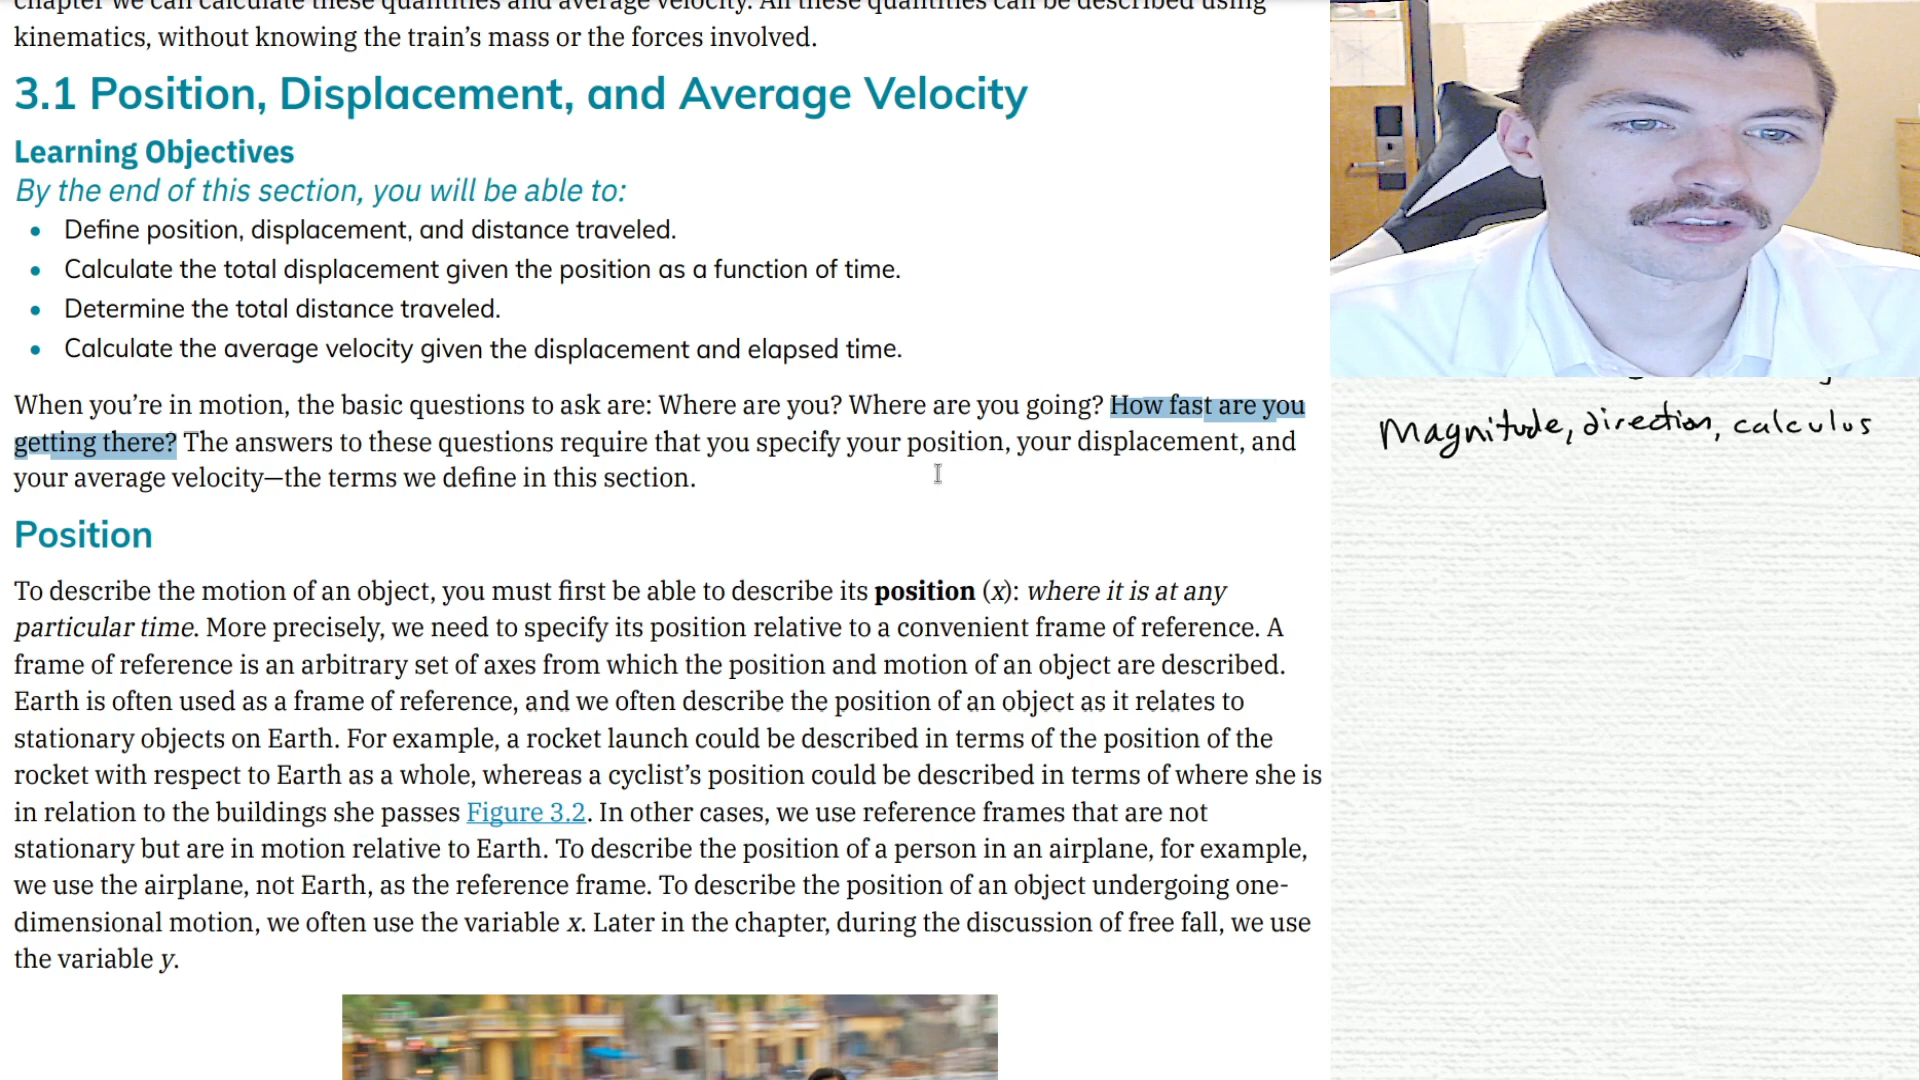 chapter we can calculate these quantities and average velocity. All these quantities can be described using
kinematics, without knowing the train's mass or the forces involved.
3.1 Position, Displacement, and Average Velocity
Learning Objectives
By the end of this section, you will be able to:
• Define position, displacement, and distance traveled.
• Calculate the total displacement given the position as a function of time.
• Determine the total distance traveled.
• Calculate the average velocity given the displacement and elapsed time.
When you're in motion, the basic questions to ask are: Where are you? Where are you going? How fast are you
getting there? The answers to these questions require that you specify your position, your displacement, and
your average velocity—the terms we define in this section.
Position
To describe the motion of an object, you must first be able to describe its position (x): where it is at any
particular time. More precisely, we need to specify its position relative to a convenient frame of reference. A
frame of reference is an arbitrary set of axes from which the position and motion of an object are described.
Earth is often used as a frame of reference, and we often describe the position of an object as it relates to
stationary objects on Earth. For example, a rocket launch could be described in terms of the position of the
rocket with respect to Earth as a whole, whereas a cyclist's position could be described in terms of where she is
in relation to the buildings she passes Figure 3.2. In other cases, we use reference frames that are not
stationary but are in motion relative to Earth. To describe the position of a person in an airplane, for example,
we use the airplane, not Earth, as the reference frame. To describe the position of an object undergoing one-
dimensional motion, we often use the variable x. Later in the chapter, during the discussion of free fall, we use
the variable y.
Magnitude, direction, calculus